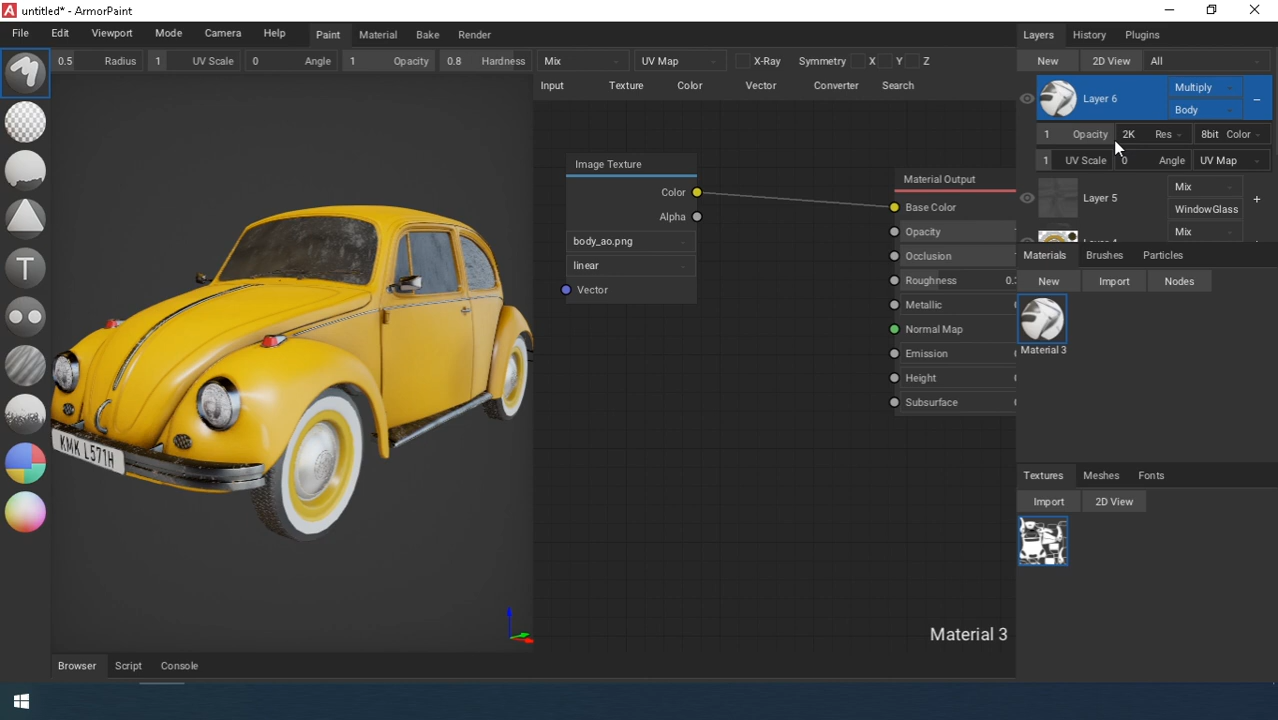 untitled* - ArmorPaint
File Edit Viewport Mode Camera Help Paint Material Bake Render
Layers History Plugins
0.5 Radius 1 UV Scale 0 Angle 1 Opacity 0.8 Hardness Mix UV Map X-Ray Symmetry X Y Z
New 2D View All
Input Texture Color Vector Converter Search
Layer 6 Multiply
Body
1 Opacity 2K Res 8bit Color
1 UV Scale 0 Angle UV Map
Layer 5 Mix
WindowGlass
Mix
Image Texture
Color
Alpha
body_ao.png
linear
Vector
Material Output
Base Color
Opacity
Occlusion
Roughness
Metallic
Normal Map
Emission
Height
Subsurface
Materials Brushes Particles
New Import Nodes
Material 3
Textures Meshes Fonts
Import 2D View
KMK L571H
Material 3
Browser Script Console